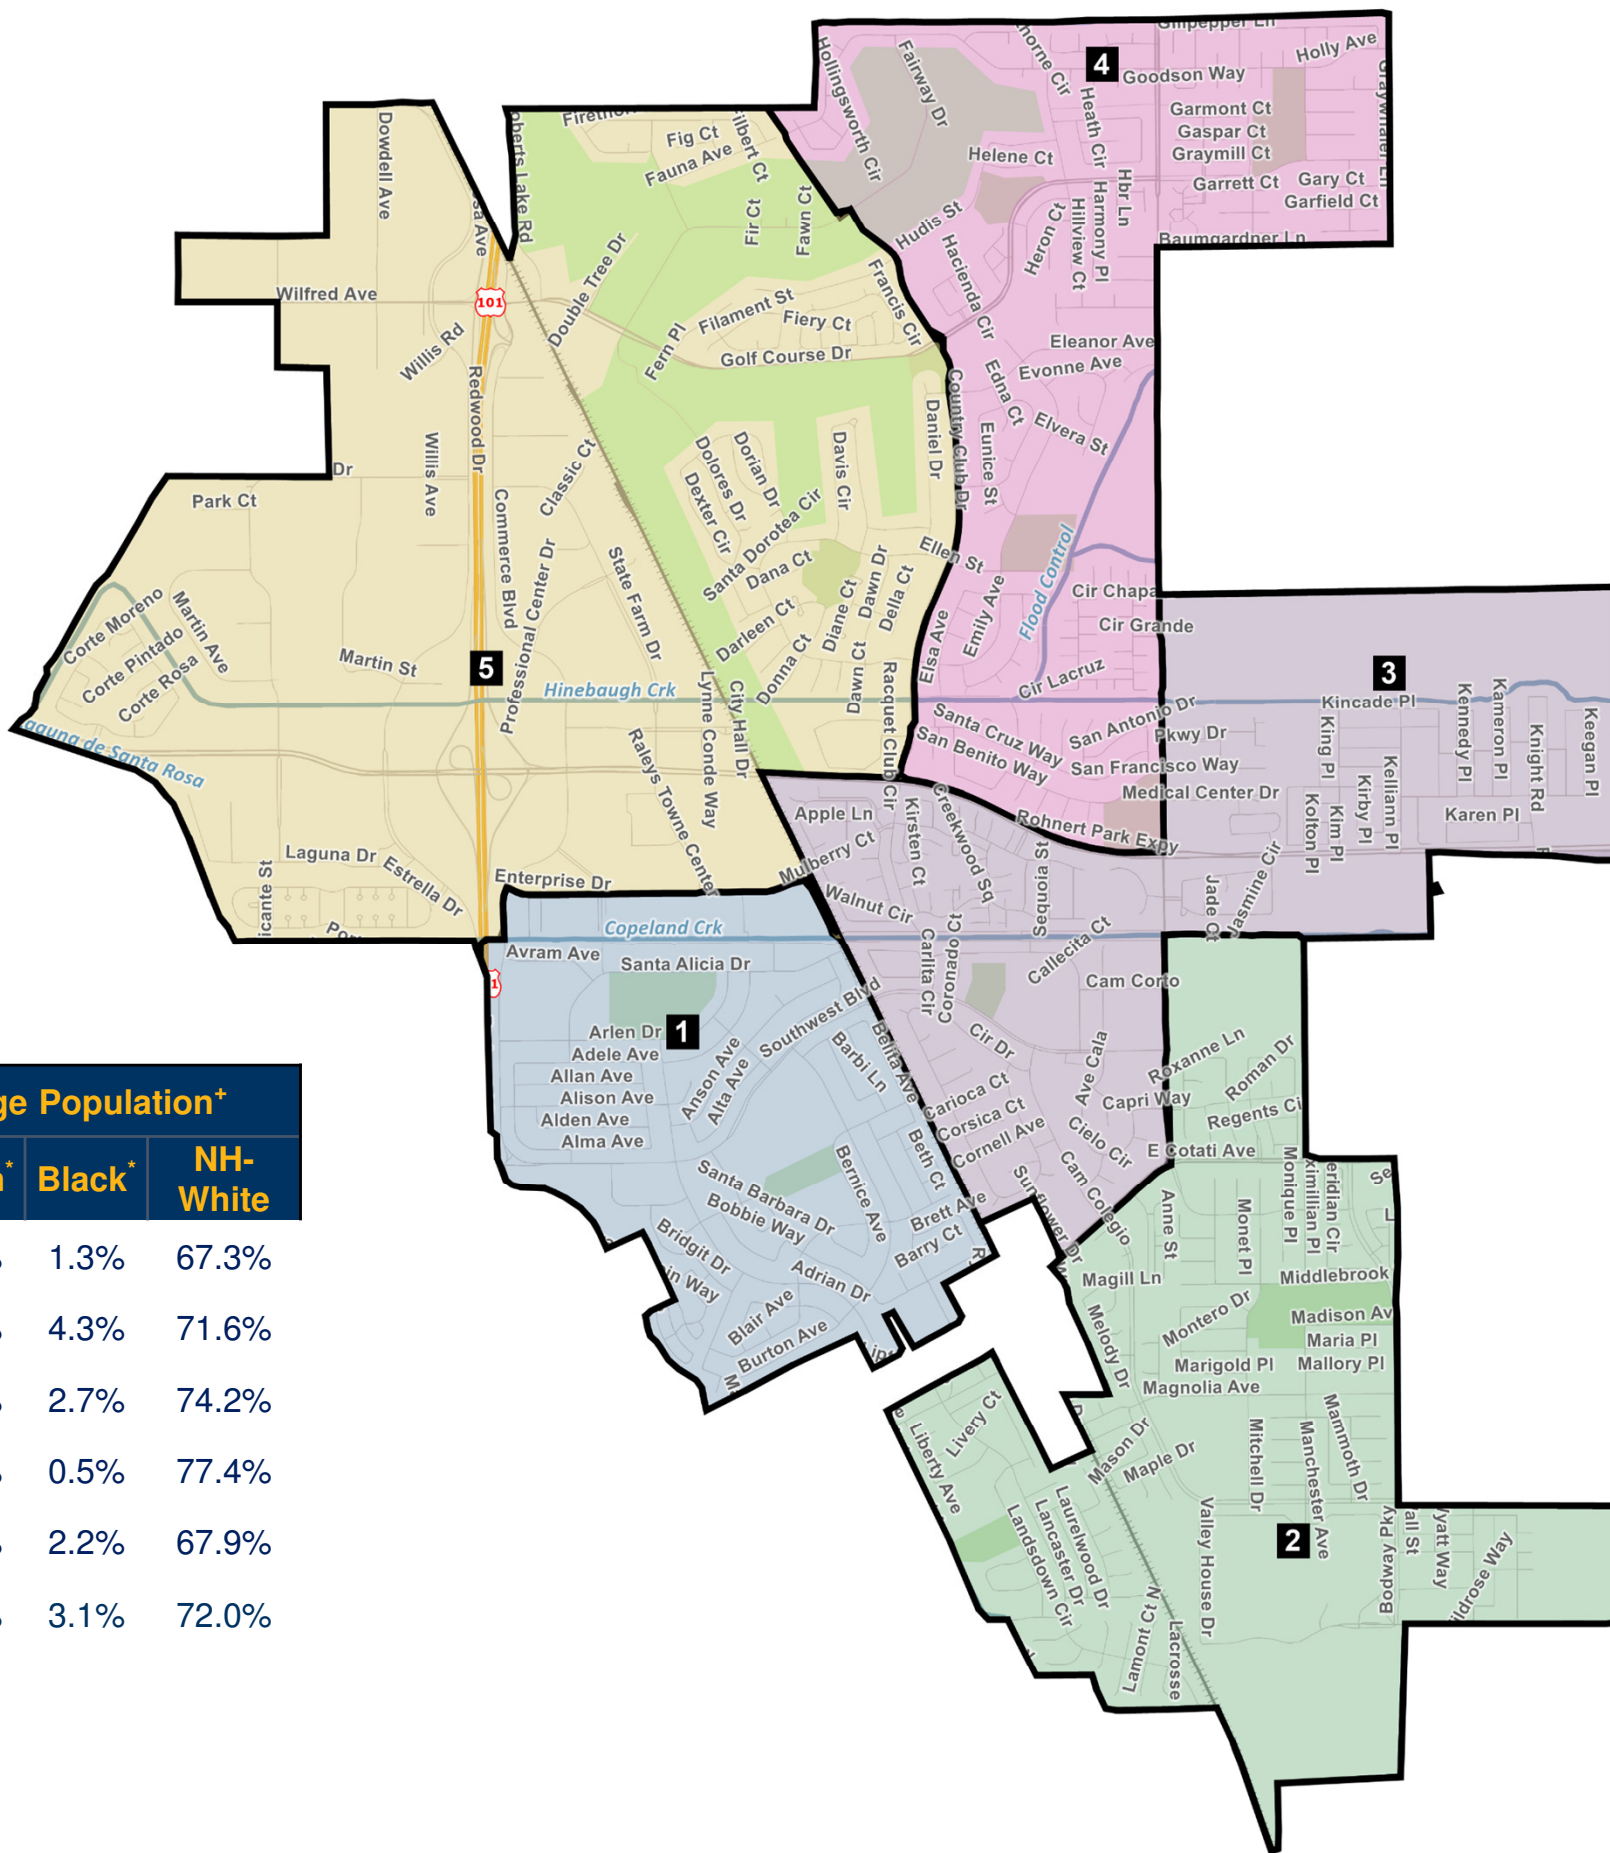 Holly Ave
4
Goodson Way
Fairway Dr
Hollingsworth Cir
Heath Cir
Garmont Ct
Gaspar Ct
Graymill Ct
Helene Ct
Garrett Ct
Gary Ct
Garfield Ct
Hbr Ln
Harmony Pl
Hillview Ct
Heron Ct
Hudis St
Hacienda Cir
Baumgardner Ln
Dowdell Ave
Fig Ct
Fauna Ave
Fir Ct
Fawn Ct
Double Tree Dr
Francis Cir
Wilfred Ave
101
Filament St
Fiery Ct
Fern Pl
Golf Course Dr
Willis Rd
Eleanor Ave
Evonne Ave
Edna Ct
Elvera St
Eunice St
Country Club Dr
Redwood Dr
Willis Ave
Dr
Park Ct
Commerce Blvd
Classic Ct
Dolores Dr
Dorian Dr
Dexter Cir
Davis Cir
Daniel Dr
Santa Dorotea Cir
Dana Ct
Ellen St
Emily Ave
Flood Control
Professional Center Dr
State Farm Dr
Diane Ct
Dawn Dr
Della Ct
Darleen Ct
Donna Ct
Dawn Ct
Elsa Ave
Cir Chapa
Cir Grande
Cir Lacruz
Corte Moreno
Corte Pintado
Corte Rosa
Martin Ave
Martin St
5
Hinebaugh Crk
Lynne Conde Way
City Hall Dr
Racquet Club Cir
Raleys Towne Center
Santa Cruz Way
San Benito Way
San Antonio Dr
Pkwy Dr
San Francisco Way
Medical Center Dr
3
Kincade Pl
King Pl
Kennedy Pl
Kameron Pl
Knight Rd
Keegan Pl
Kolton Pl
Kim Pl
Kirby Pl
Kelliann Pl
Karen Pl
Rohnert Park Expy
Laguna Dr
Estrella Dr
Enterprise Dr
Apple Ln
Mulberry Ct
Walnut Cir
Kirsten Ct
Creekwood Sq
Jade Ct
Jasmine Cir
Copeland Crk
Avram Ave
Santa Alicia Dr
Arlen Dr
1
Adele Ave
Allan Ave
Alison Ave
Alden Ave
Alma Ave
Anson Ave
Alta Ave
Southwest Blvd
Barbi Ln
Belita Ave
Carlita Cir
Coronado Ct
Callecita Ct
Cam Corto
Cir Dr
Ave Cala
Carioca Ct
Corsica Ct
Cornell Ave
Capri Way
Cielo Cir
Cam Colegio
Sunflower Dr
Roxanne Ln
Roman Dr
Regents Ci
E Cotati Ave
Santa Barbara Dr
Bobbie Way
Bernice Ave
Beth Ct
Brett Ave
Barry Ct
Bridgit Dr
Adrian Dr
Blair Ave
Burton Ave
Anne St
Monet Pl
Monique Pl
Magill Ln
Middlebrook
Melody Dr
Montero Dr
Madison Av
Maria Pl
Marigold Pl
Mallory Pl
Magnolia Ave
Livery Ct
Liberty Ave
Mason Dr
Maple Dr
Mitchell Dr
Manchester Ave
Mammoth Dr
Landsdown Cir
Lancaster Dr
Laurelwood Dr
Valley House Dr
2
Bodway Pky
Lamont Ct
Lacrosse
ge Population+
Black*
NH-
White
1.3% 67.3%
4.3% 71.6%
2.7% 74.2%
0.5% 77.4%
2.2% 67.9%
3.1% 72.0%